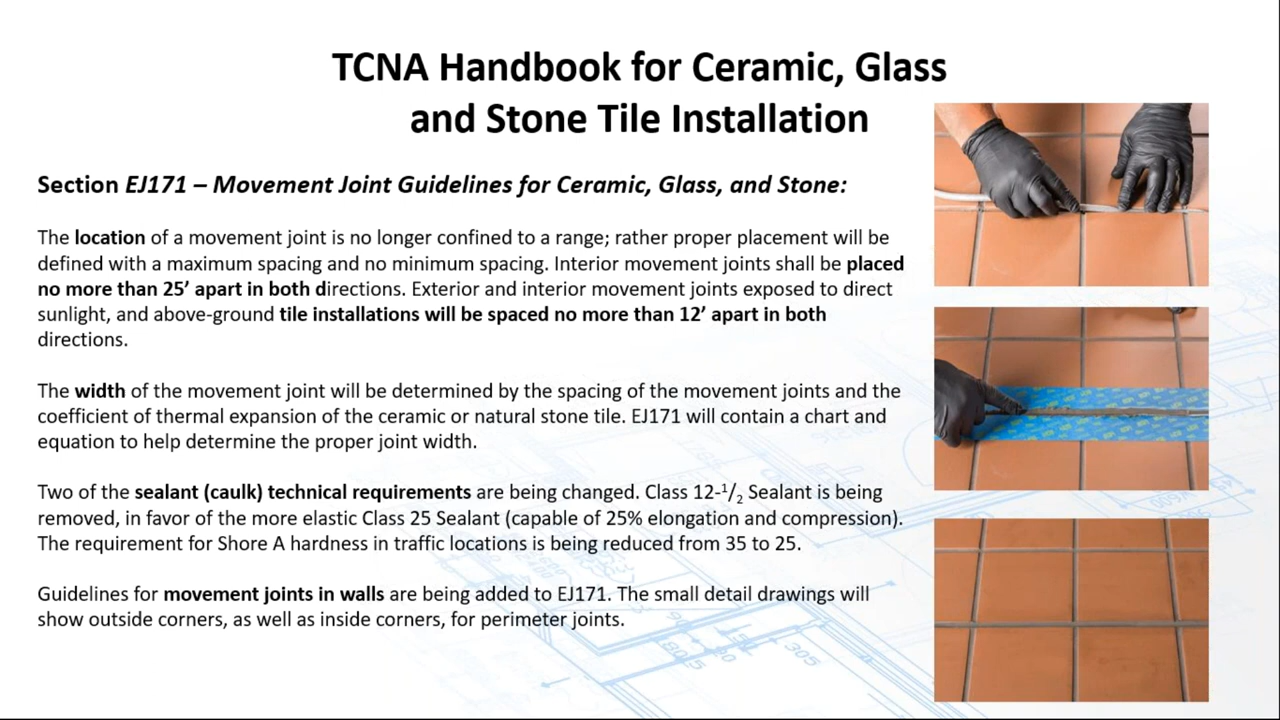 TCNA Handbook for Ceramic, Glass
and Stone Tile Installation
Section EJ171 – Movement Joint Guidelines for Ceramic, Glass, and Stone:
The location of a movement joint is no longer confined to a range; rather proper placement will be
defined with a maximum spacing and no minimum spacing. Interior movement joints shall be placed
no more than 25’ apart in both directions. Exterior and interior movement joints exposed to direct
sunlight, and above-ground tile installations will be spaced no more than 12’ apart in both
directions.
The width of the movement joint will be determined by the spacing of the movement joints and the
coefficient of thermal expansion of the ceramic or natural stone tile. EJ171 will contain a chart and
equation to help determine the proper joint width.
Two of the sealant (caulk) technical requirements are being changed. Class 12-1/2 Sealant is being
removed, in favor of the more elastic Class 25 Sealant (capable of 25% elongation and compression).
The requirement for Shore A hardness in traffic locations is being reduced from 35 to 25.
Guidelines for movement joints in walls are being added to EJ171. The small detail drawings will
show outside corners, as well as inside corners, for perimeter joints.
305